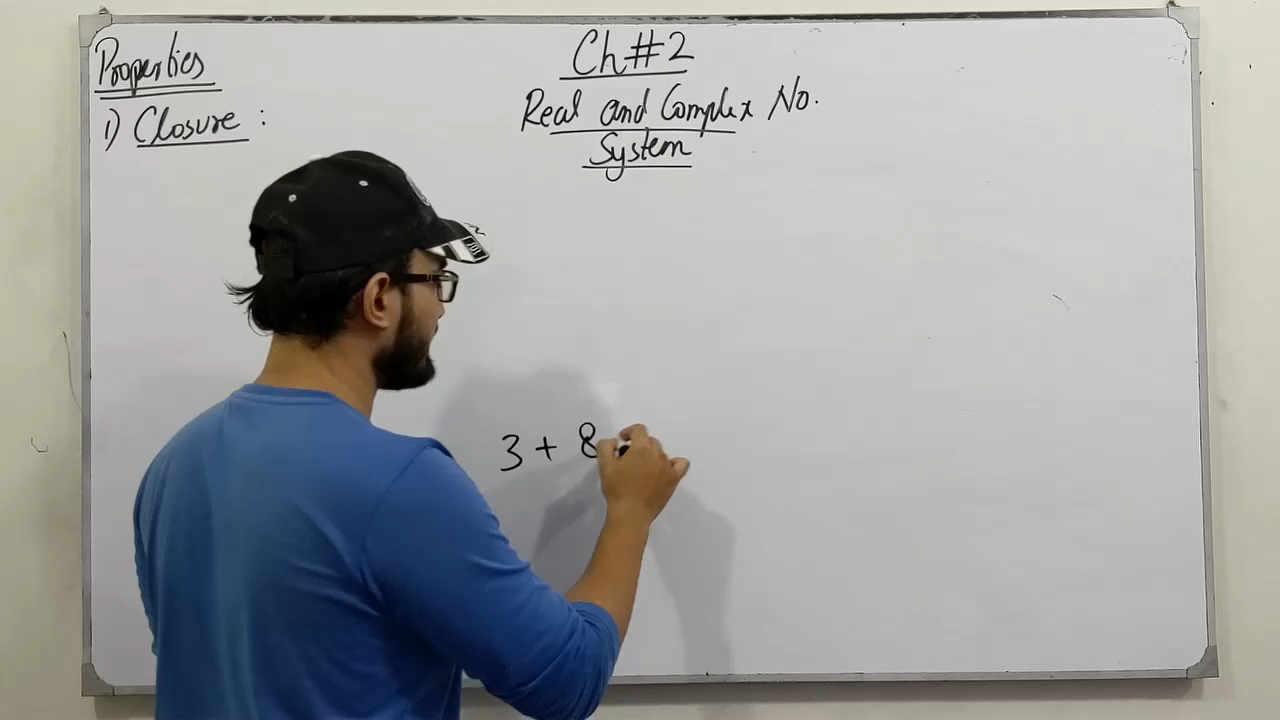 Properties
1) Closure :
Ch#2
Real and Complex No.
System
3 + 8